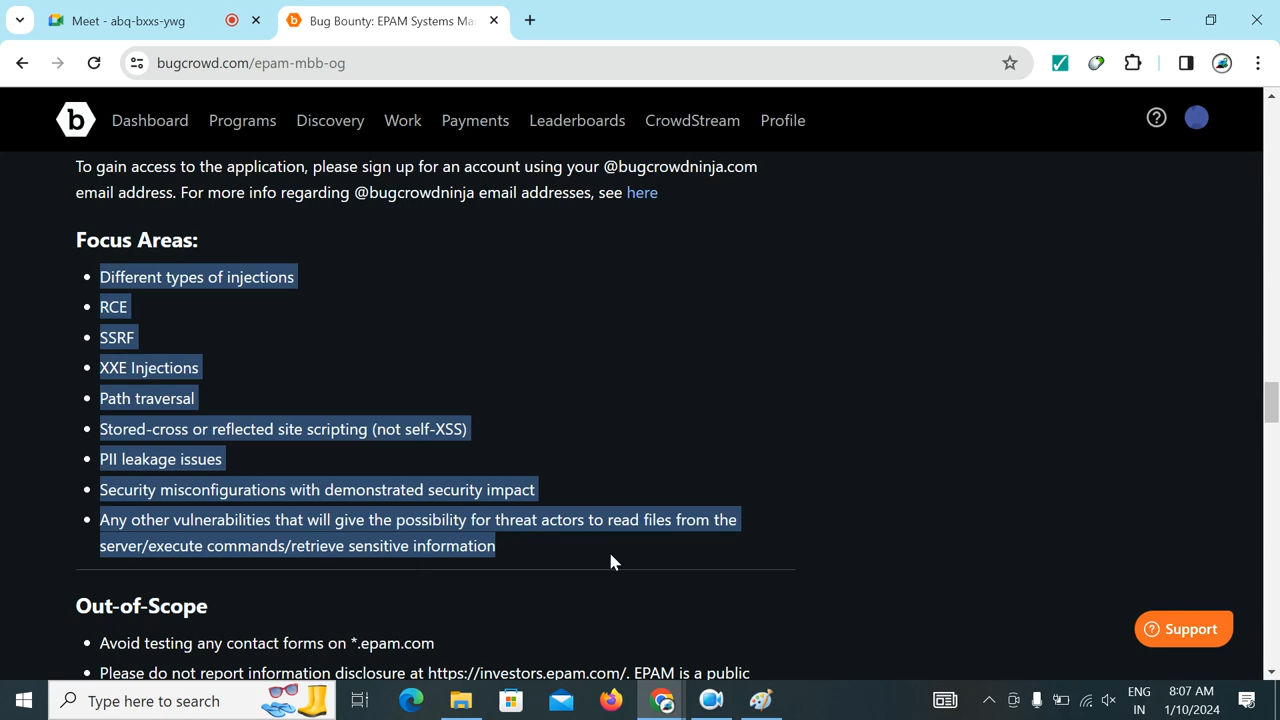 Meet - abq-bxxs-ywg
Bug Bounty: EPAM Systems Ma
bugcrowd.com/epam-mbb-og
b Dashboard Programs Discovery Work Payments Leaderboards CrowdStream Profile
To gain access to the application, please sign up for an account using your @bugcrowdninja.com
email address. For more info regarding @bugcrowdninja email addresses, see here
Focus Areas:
• Different types of injections
• RCE
• SSRF
• XXE Injections
• Path traversal
• Stored-cross or reflected site scripting (not self-XSS)
• PII leakage issues
• Security misconfigurations with demonstrated security impact
• Any other vulnerabilities that will give the possibility for threat actors to read files from the
server/execute commands/retrieve sensitive information
Out-of-Scope
• Avoid testing any contact forms on *.epam.com
• Please do not report information disclosure at https://investors.epam.com/. EPAM is a public
Support
Type here to search
ENG
IN
8:07 AM
1/10/2024